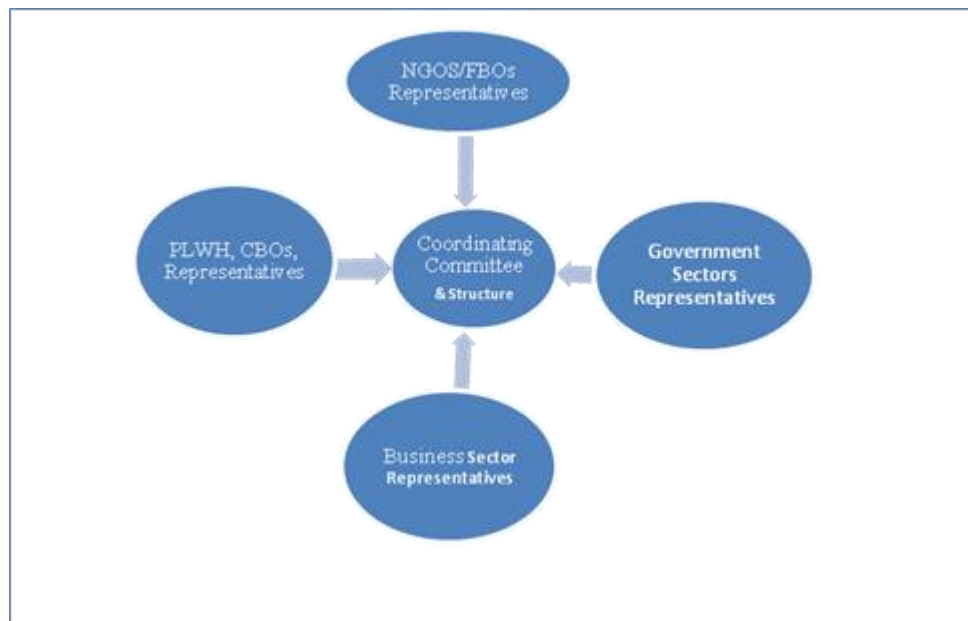 NGOS/FBOs
Representatives
PLWH, CBOs,
Representatives
Coordinating
Committee
& Structure
Government
Sectors
Representatives
Business Sector
Representatives